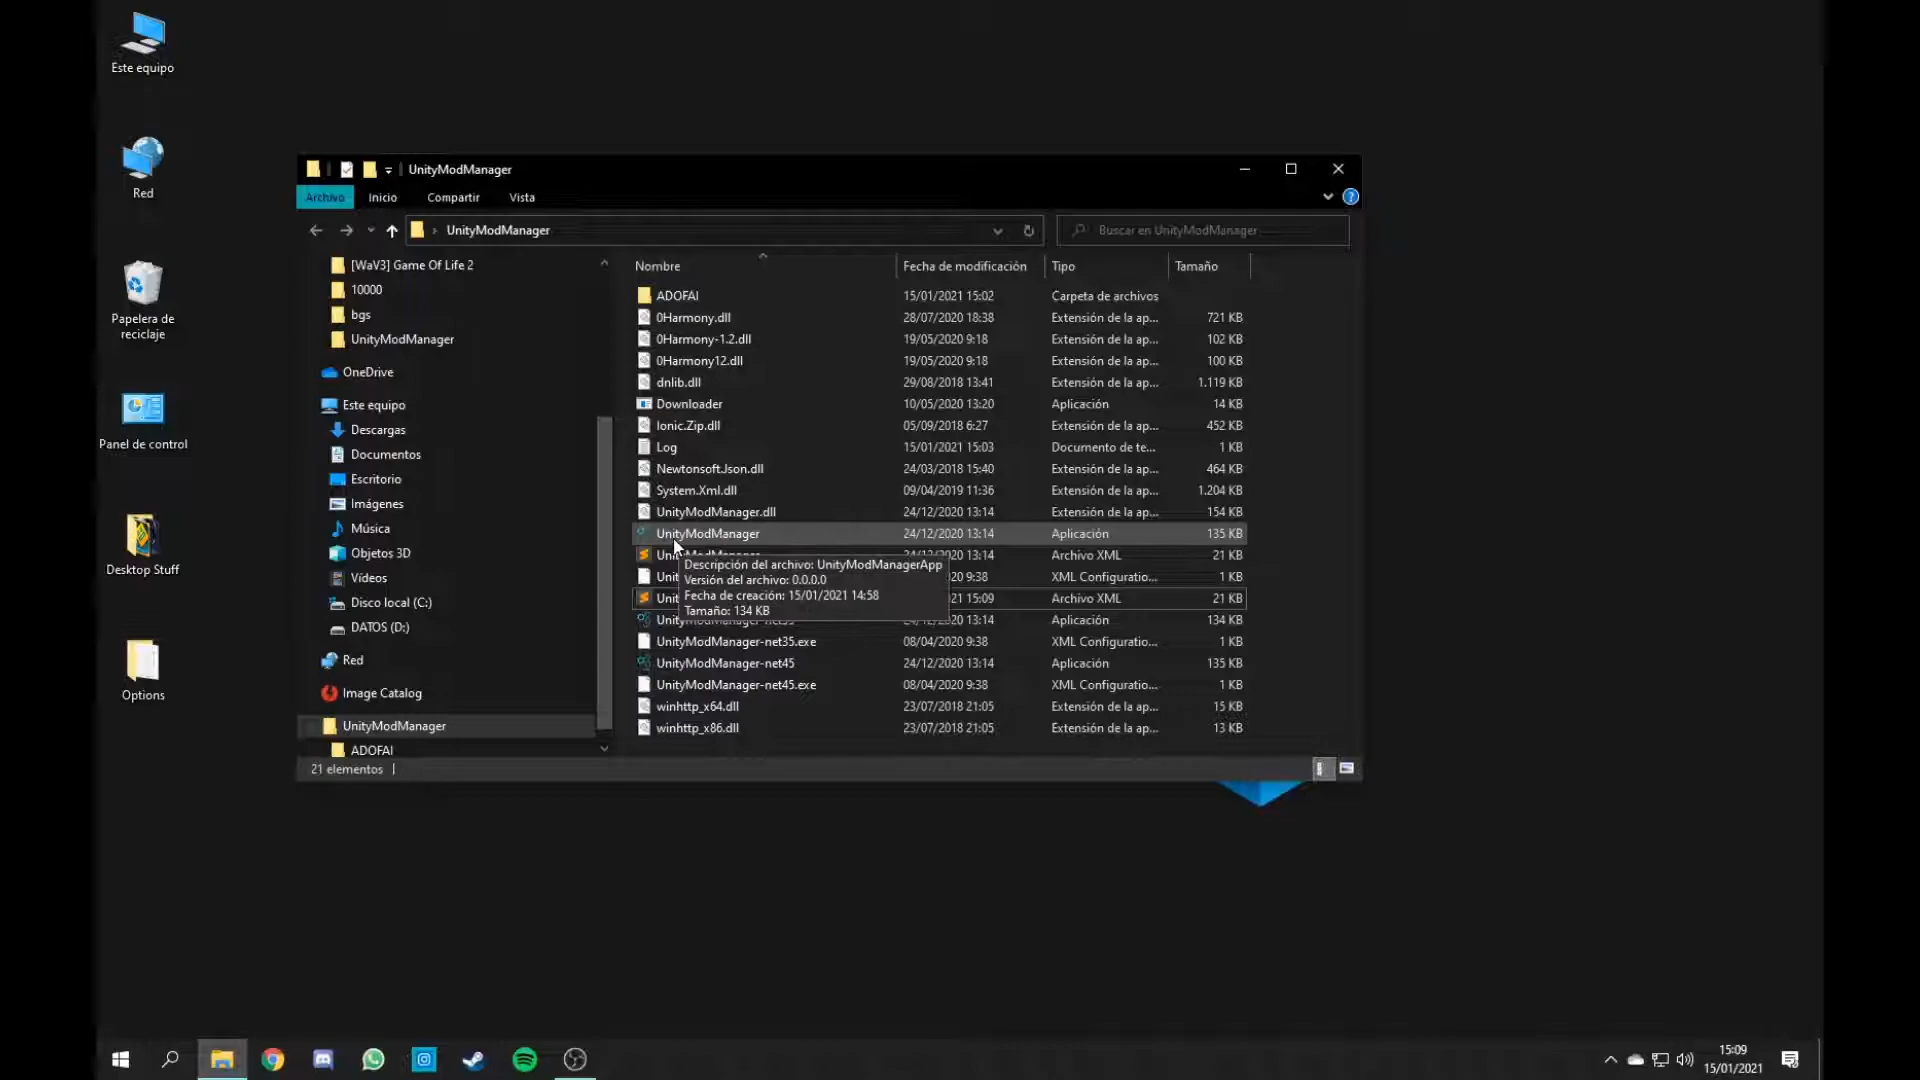 Este equipo
Red
Papelera de
reciclaje
Panel de control
Desktop Stuff
Options
UnityModManager
Archivo Inicio Compartir Vista
UnityModManager
Buscar en UnityModManager
[WaV3] Game Of Life 2
10000
bgs
UnityModManager
OneDrive
Este equipo
Descargas
Documentos
Escritorio
Imágenes
Música
Objetos 3D
Vídeos
Disco local (C:)
DATOS (D:)
Red
Image Catalog
UnityModManager
ADOFAI
Nombre Fecha de modificación Tipo Tamaño
ADOFAI 15/01/2021 15:02 Carpeta de archivos
0Harmony.dll 28/07/2020 18:38 Extensión de la ap... 721 KB
0Harmony-1.2.dll 19/05/2020 9:18 Extensión de la ap... 102 KB
0Harmony12.dll 19/05/2020 9:18 Extensión de la ap... 100 KB
dnlib.dll 29/08/2018 13:41 Extensión de la ap... 1.119 KB
Downloader 10/05/2020 13:20 Aplicación 14 KB
Ionic.Zip.dll 05/09/2018 6:27 Extensión de la ap... 452 KB
Log 15/01/2021 15:03 Documento de te... 1 KB
Newtonsoft.Json.dll 24/03/2018 15:40 Extensión de la ap... 464 KB
System.Xml.dll 09/04/2019 11:36 Extensión de la ap... 1.204 KB
UnityModManager.dll 24/12/2020 13:14 Extensión de la ap... 154 KB
UnityModManager 24/12/2020 13:14 Aplicación 135 KB
13:14 Archivo XML 21 KB
9:38 XML Configuratio... 1 KB
15:09 Archivo XML 21 KB
13:14 Aplicación 134 KB
Descripción del archivo: UnityModManagerApp
Versión del archivo: 0.0.0.0
Fecha de creación: 15/01/2021 14:58
Tamaño: 134 KB
UnityModManager-net35.exe 08/04/2020 9:38 XML Configuratio... 1 KB
UnityModManager-net45 24/12/2020 13:14 Aplicación 135 KB
UnityModManager-net45.exe 08/04/2020 9:38 XML Configuratio... 1 KB
winhttp_x64.dll 23/07/2018 21:05 Extensión de la ap... 15 KB
winhttp_x86.dll 23/07/2018 21:05 Extensión de la ap... 13 KB
21 elementos
15:09
15/01/2021